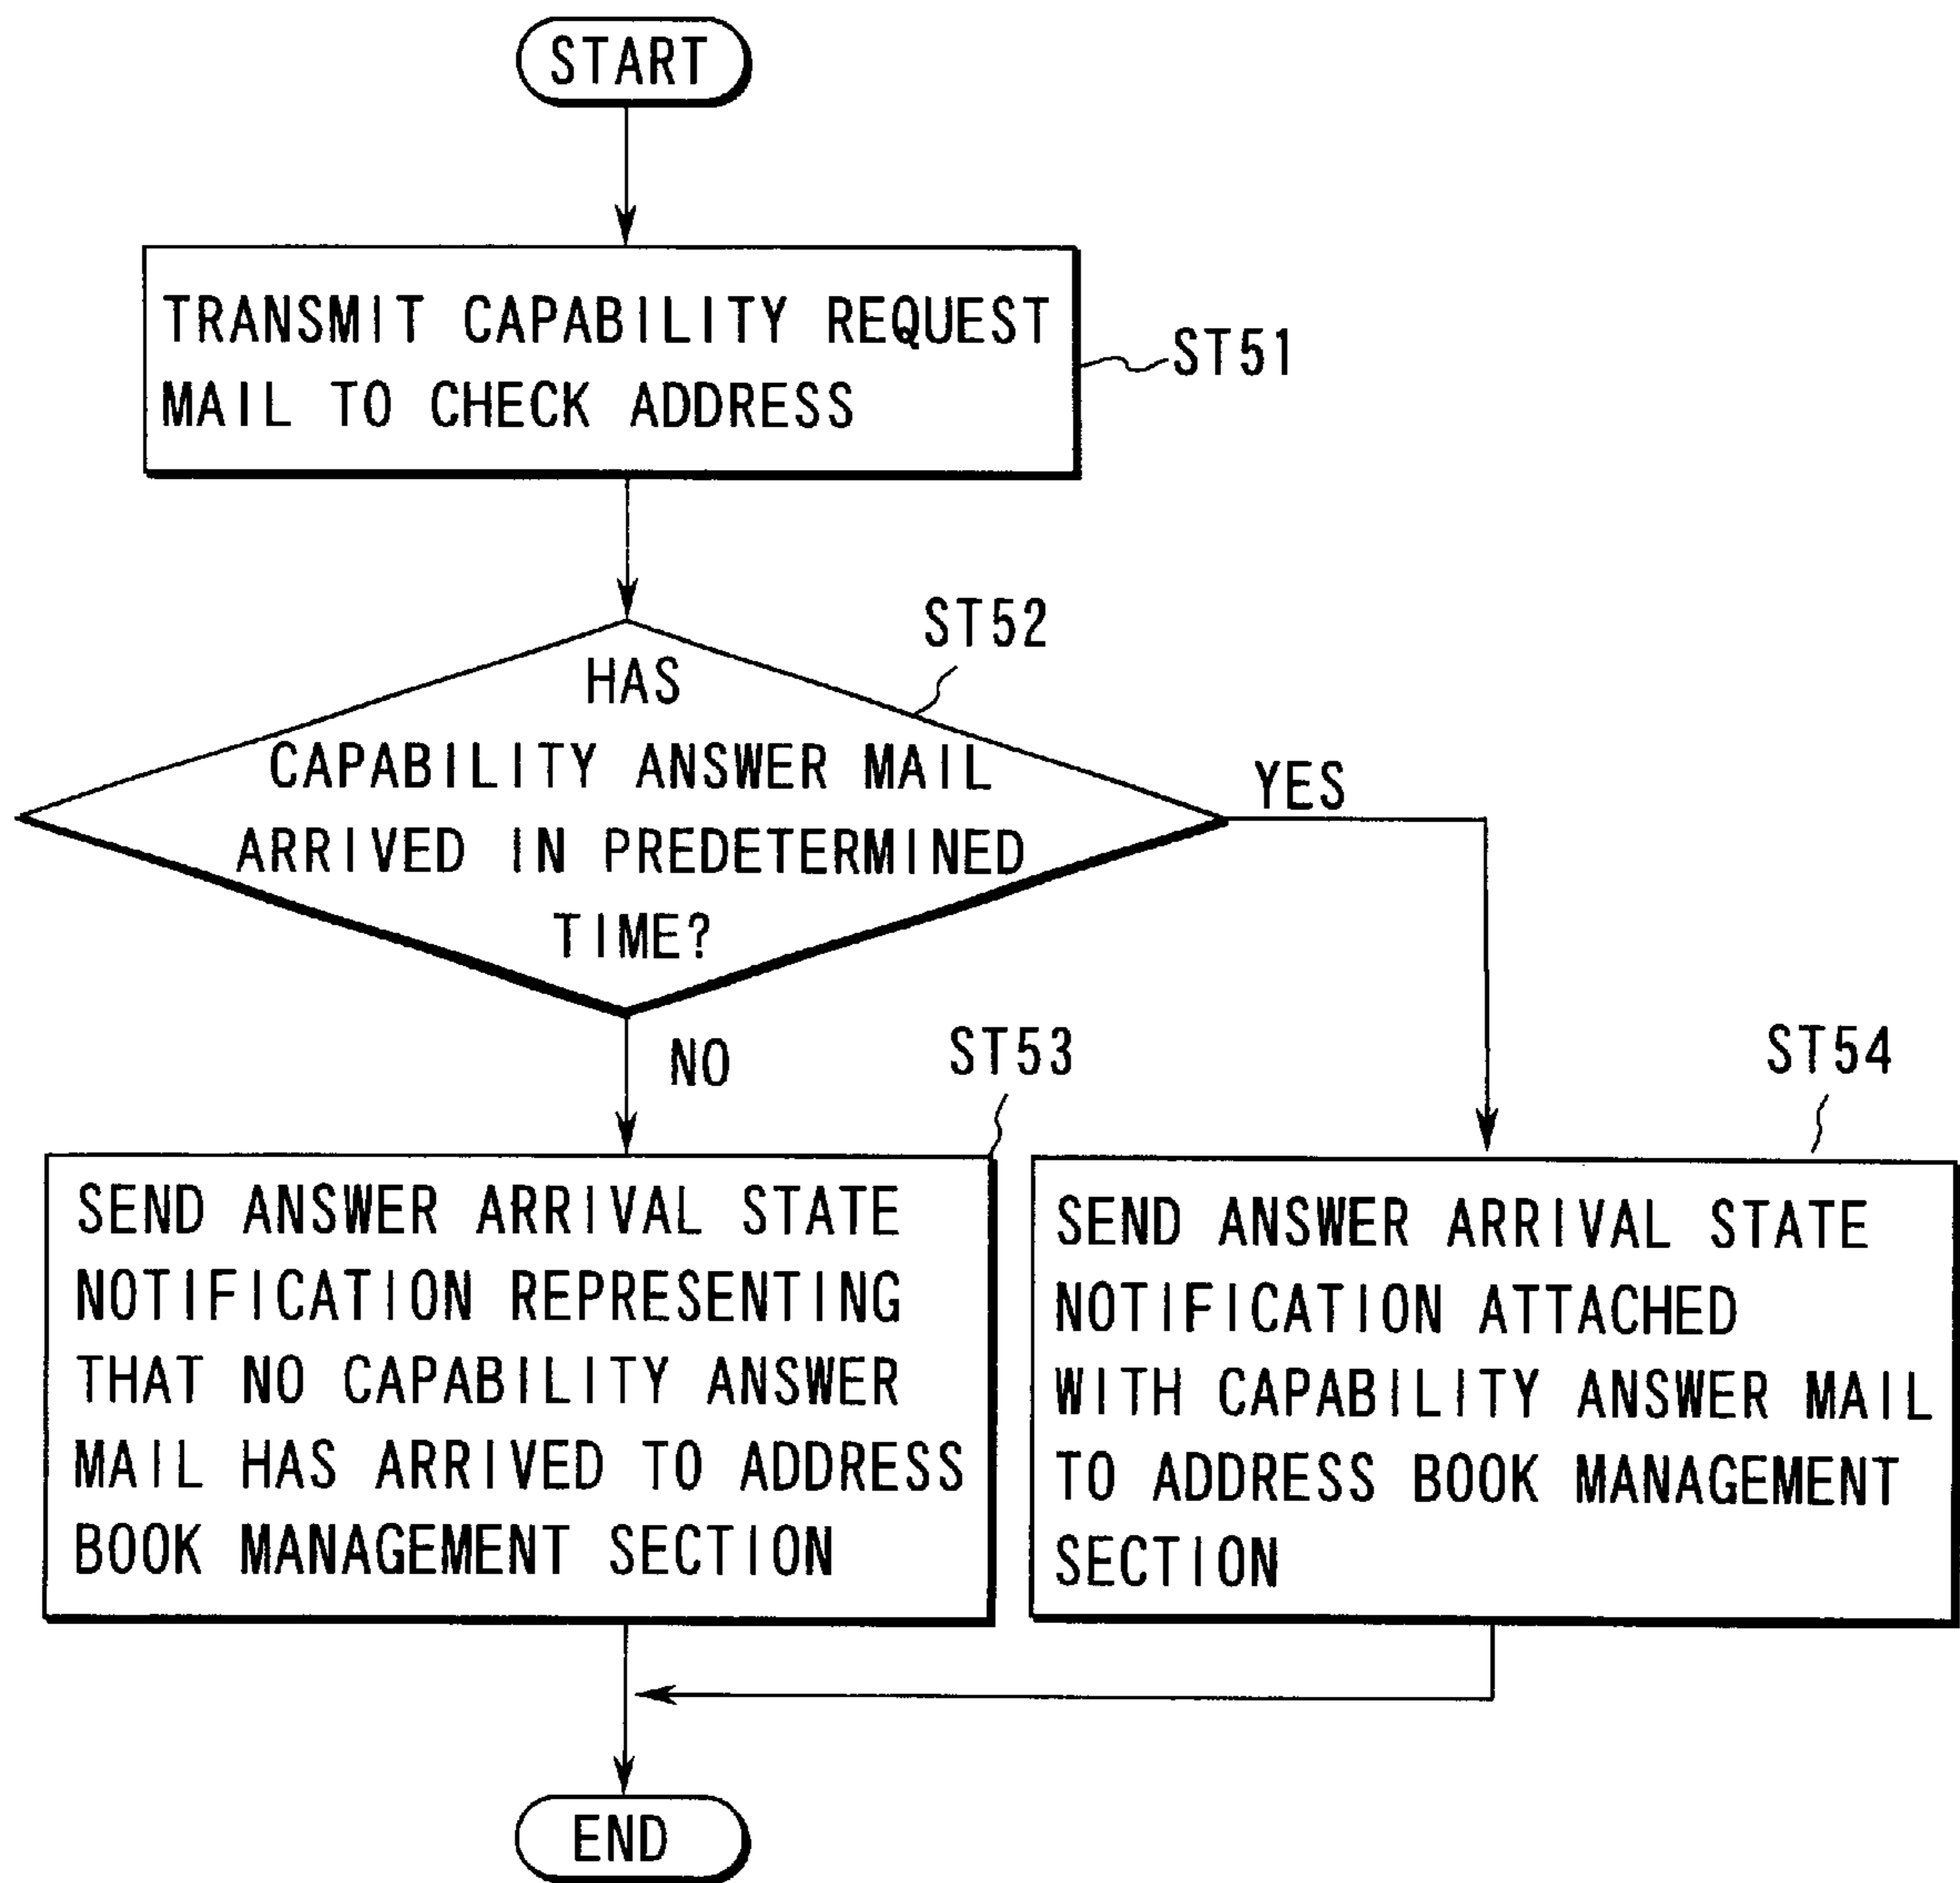 START
TRANSMIT CAPABILITY REQUEST
MAIL TO CHECK ADDRESS
ST51
ST52
HAS
CAPABILITY ANSWER MAIL
ARRIVED IN PREDETERMINED
TIME?
YES
NO
ST53
SEND ANSWER ARRIVAL STATE
NOTIFICATION REPRESENTING
THAT NO CAPABILITY ANSWER
MAIL HAS ARRIVED TO ADDRESS
BOOK MANAGEMENT SECTION
ST54
SEND ANSWER ARRIVAL STATE
NOTIFICATION ATTACHED
WITH CAPABILITY ANSWER MAIL
TO ADDRESS BOOK MANAGEMENT
SECTION
END